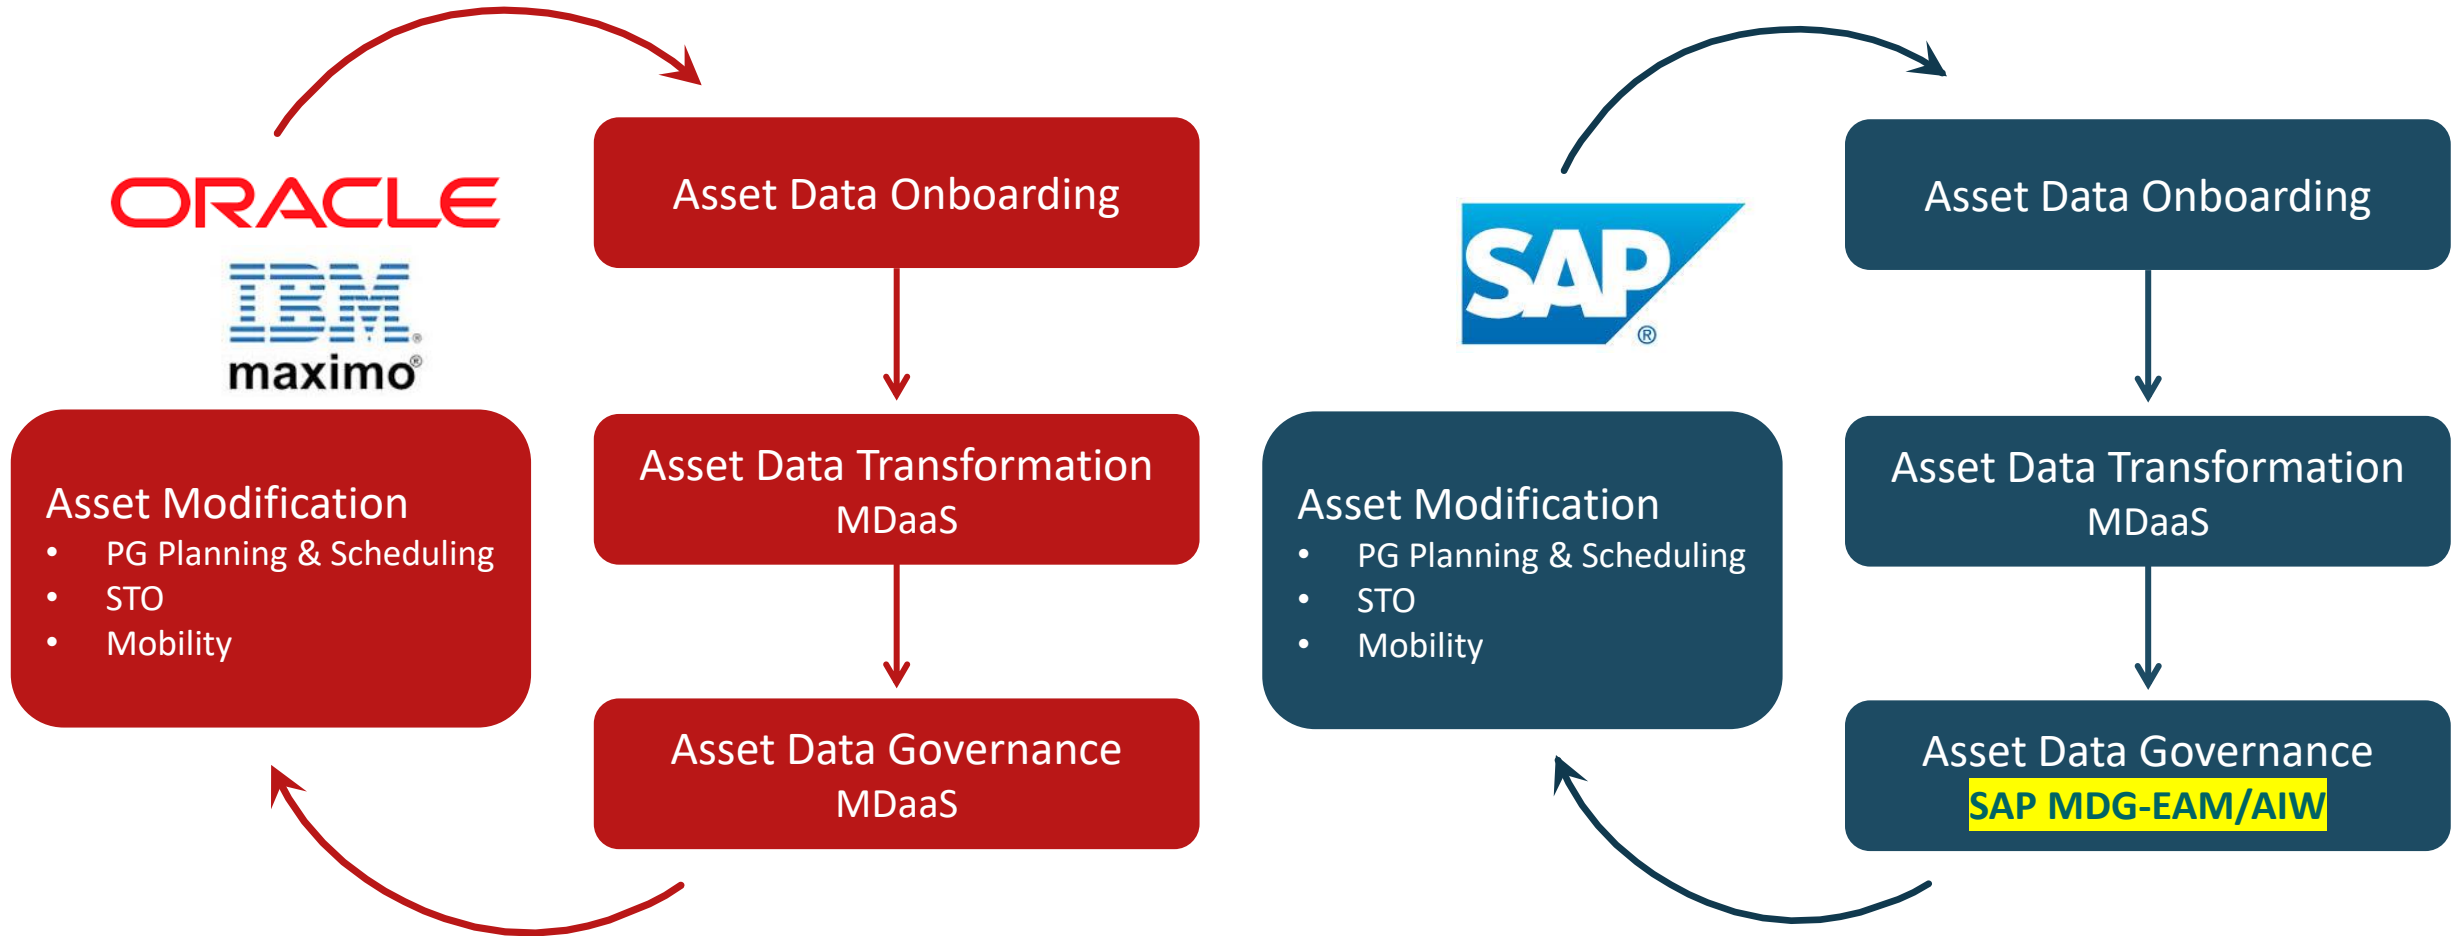 ORACLE
IBM®
maximo®
Asset Modification
• PG Planning & Scheduling
• STO
• Mobility
Asset Data Onboarding
Asset Data Transformation
MDaaS
Asset Data Governance
MDaaS
SAP®
Asset Modification
• PG Planning & Scheduling
• STO
• Mobility
Asset Data Onboarding
Asset Data Transformation
MDaaS
Asset Data Governance
SAP MDG-EAM/AIW